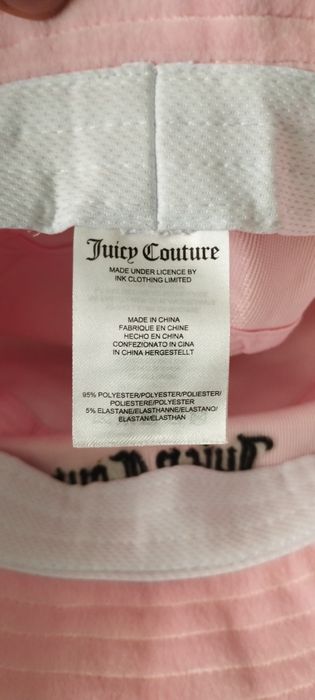 Juicy Couture
MADE UNDER LICENCE BY
INK CLOTHING LIMITED
MADE IN CHINA
FABRIQUE EN CHINE
HECHO EN CHINA
CONFEZIONATO IN CINA
IN CHINA HERGESTELLT
95% POLYESTER/POLYESTER/POLIESTER/
POLIESTERE/POLYESTER
5% ELASTANE/ELASTHANNE/ELASTANO/
ELASTAN/ELASTHAN